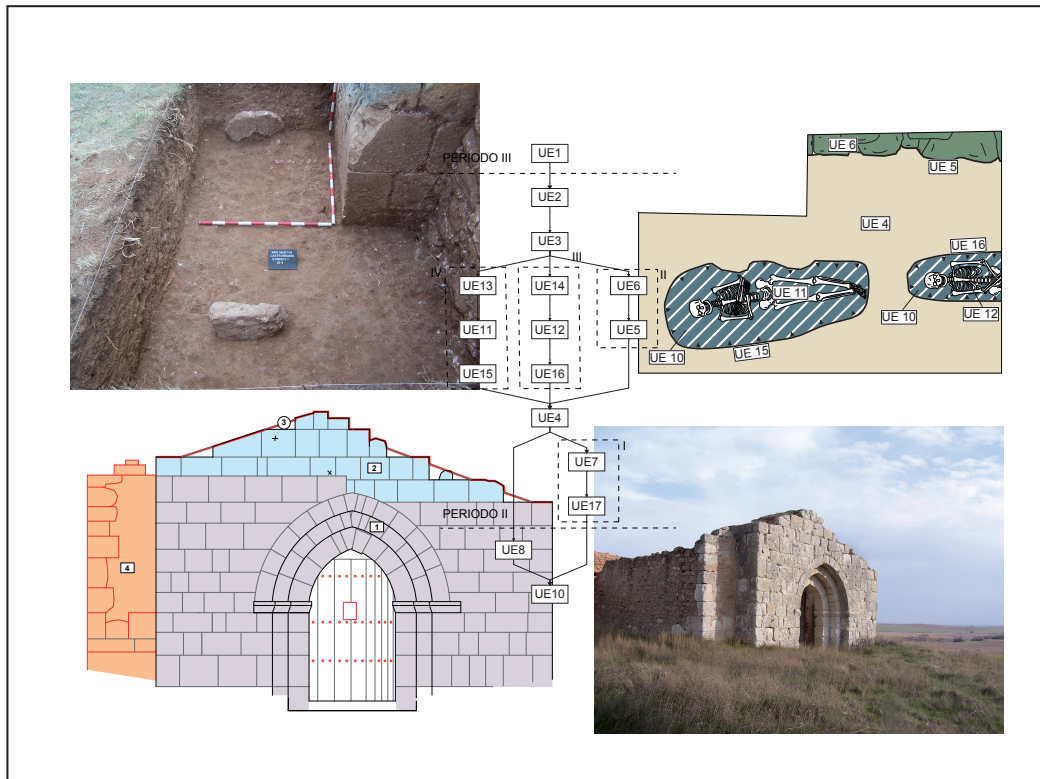 PERIODO III
UE1
UE2
UE3
III
IV
II
UE13
UE14
UE6
UE11
UE12
UE5
UE15
UE16
UE4
I
UE7
UE17
PERIODO II
UE8
UE10
UE 6
UE 5
UE 4
UE 16
UE 11
UE 10
UE 12
UE 10
UE 15
3
2
1
4